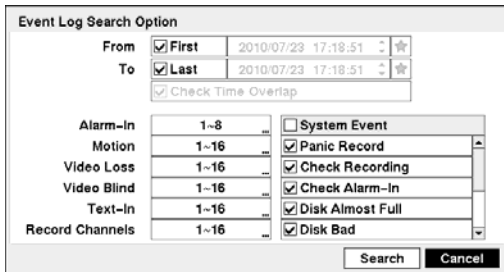 Event Log Search Option
From First 2010/07/23 17:18:51
To Last 2010/07/23 17:18:51
Check Time Overlap
Alarm-In 1~8 ... System Event
Motion 1~16 ... Panic Record
Video Loss 1~16 ... Check Recording
Video Blind 1~16 ... Check Alarm-In
Text-In 1~16 ... Disk Almost Full
Record Channels 1~16 ... Disk Bad
Search Cancel